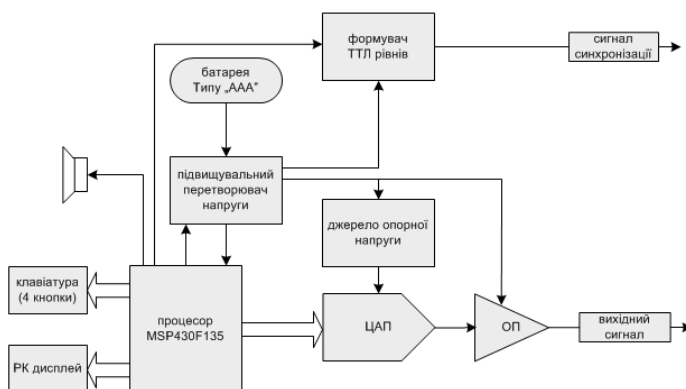 формувач
ТТЛ рівнів
сигнал
синхронізації
батарея
Типу „ААА”
підвищувальний
перетворювач
напруги
джерело опорної
напруги
клавіатура
(4 кнопки)
процесор
MSP430F135
ЦАП
ОП
вихідний
сигнал
РК дисплей